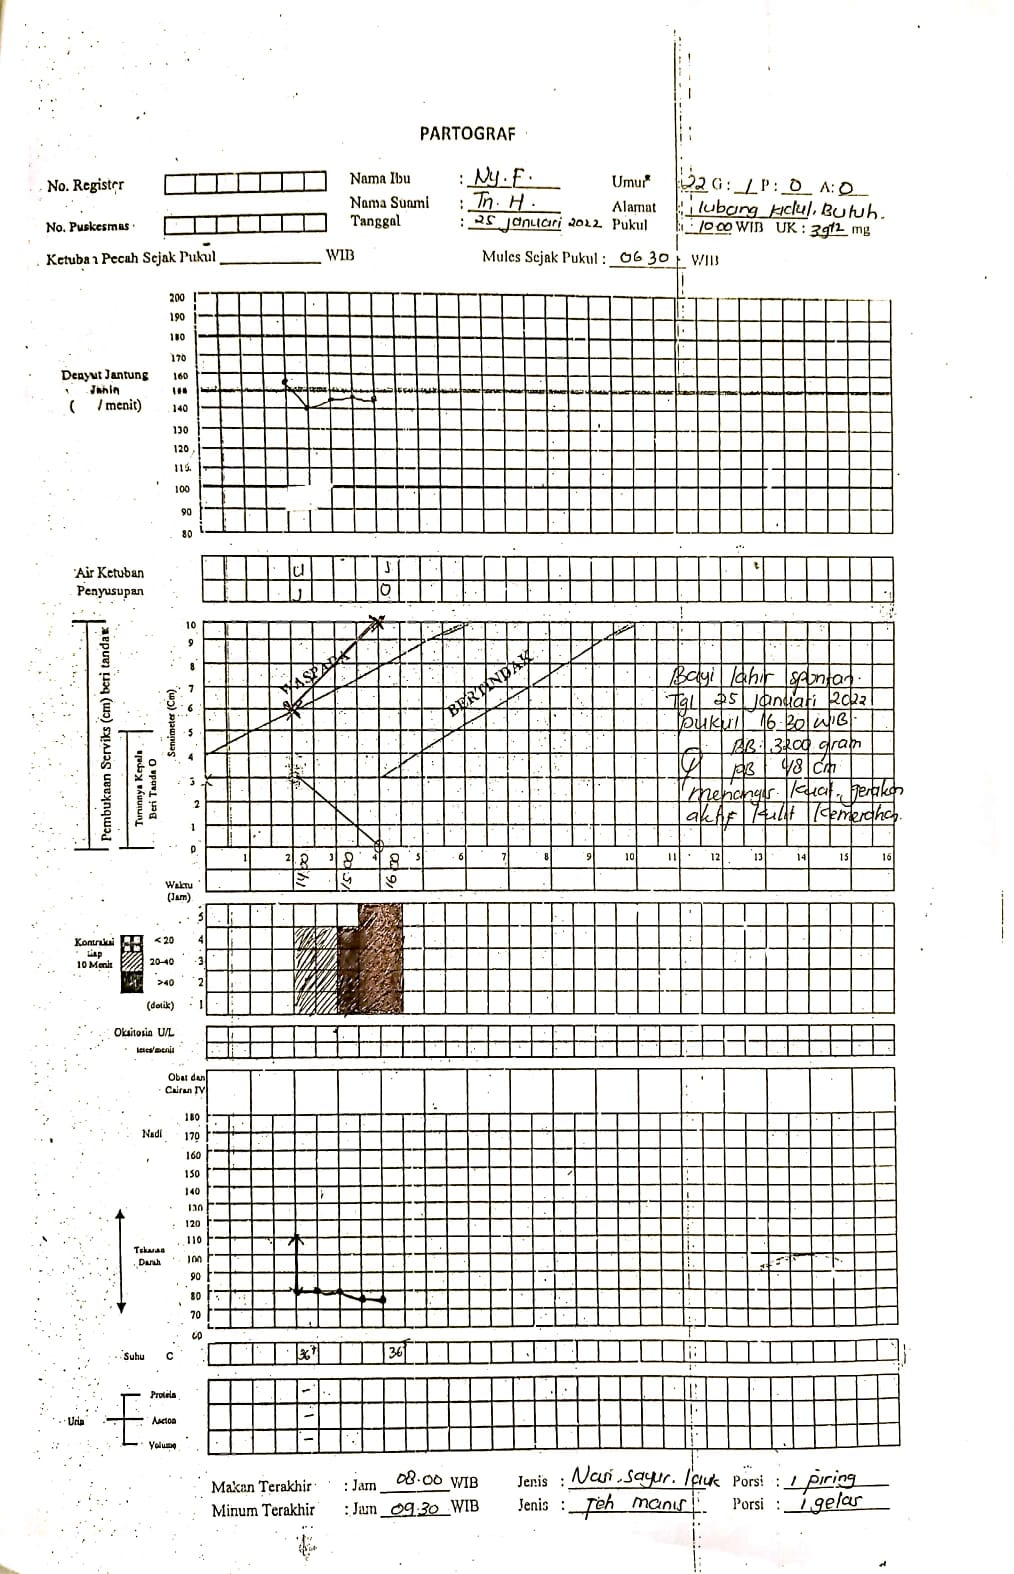 PARTOGRAF
No. Register
Nama Ibu : Ny. F.
Umur : 22 G: 1 P: 0 A: 0
Nama Suami : Tn. H.
Alamat : lubang kidul, Butuh.
No. Puskesmas
Tanggal : 25 Januari 2022
Pukul : 10 00 WIB UK : mg
Ketuban Pecah Sejak Pukul WIB
Mules Sejak Pukul : 06 30 WIB
200
190
180
170
Denyut Jantung
160
Janin
( / menit)
140
130
120
100
90
80
Air Ketuban U J
Penyusupan J O
10
9
8
7
6
5
4
3
2
1
0
Pembukaan Serviks (cm) beri tanda x
Turunnya Kepala
Beri Tanda O
Sentimeter (Cm)
WASPADA
BERTINDAK
Bayi lahir spontan.
Tgl 25 Januari 2022
pukul 16 20 WIB.
BB: 3200 gram
♀ PB 48 cm
menangis kuat, gerakan
aktif kulit kemerahan.
1 2 3 4 5 6 7 8 9 10 11 12 13 14 15 16
14.00 15.00 16.00
Waktu
(Jam)
5
Kontraksi < 20 4
tiap 20-40 3
10 Menit >40 2
(detik) 1
Oksitosin U/L
tetes/menit
Obat dan
Cairan IV
180
Nadi 170
160
150
140
130
120
110
Tekanan 100
Darah
90
80
70
60
Suhu C
Protein -
Urin Aseton -
Volume -
Makan Terakhir : Jam 08.00 WIB Jenis : Nasi, sayur, lauk Porsi : 1 piring
Minum Terakhir : Jam 09.30 WIB Jenis : Teh manis Porsi : 1 gelas